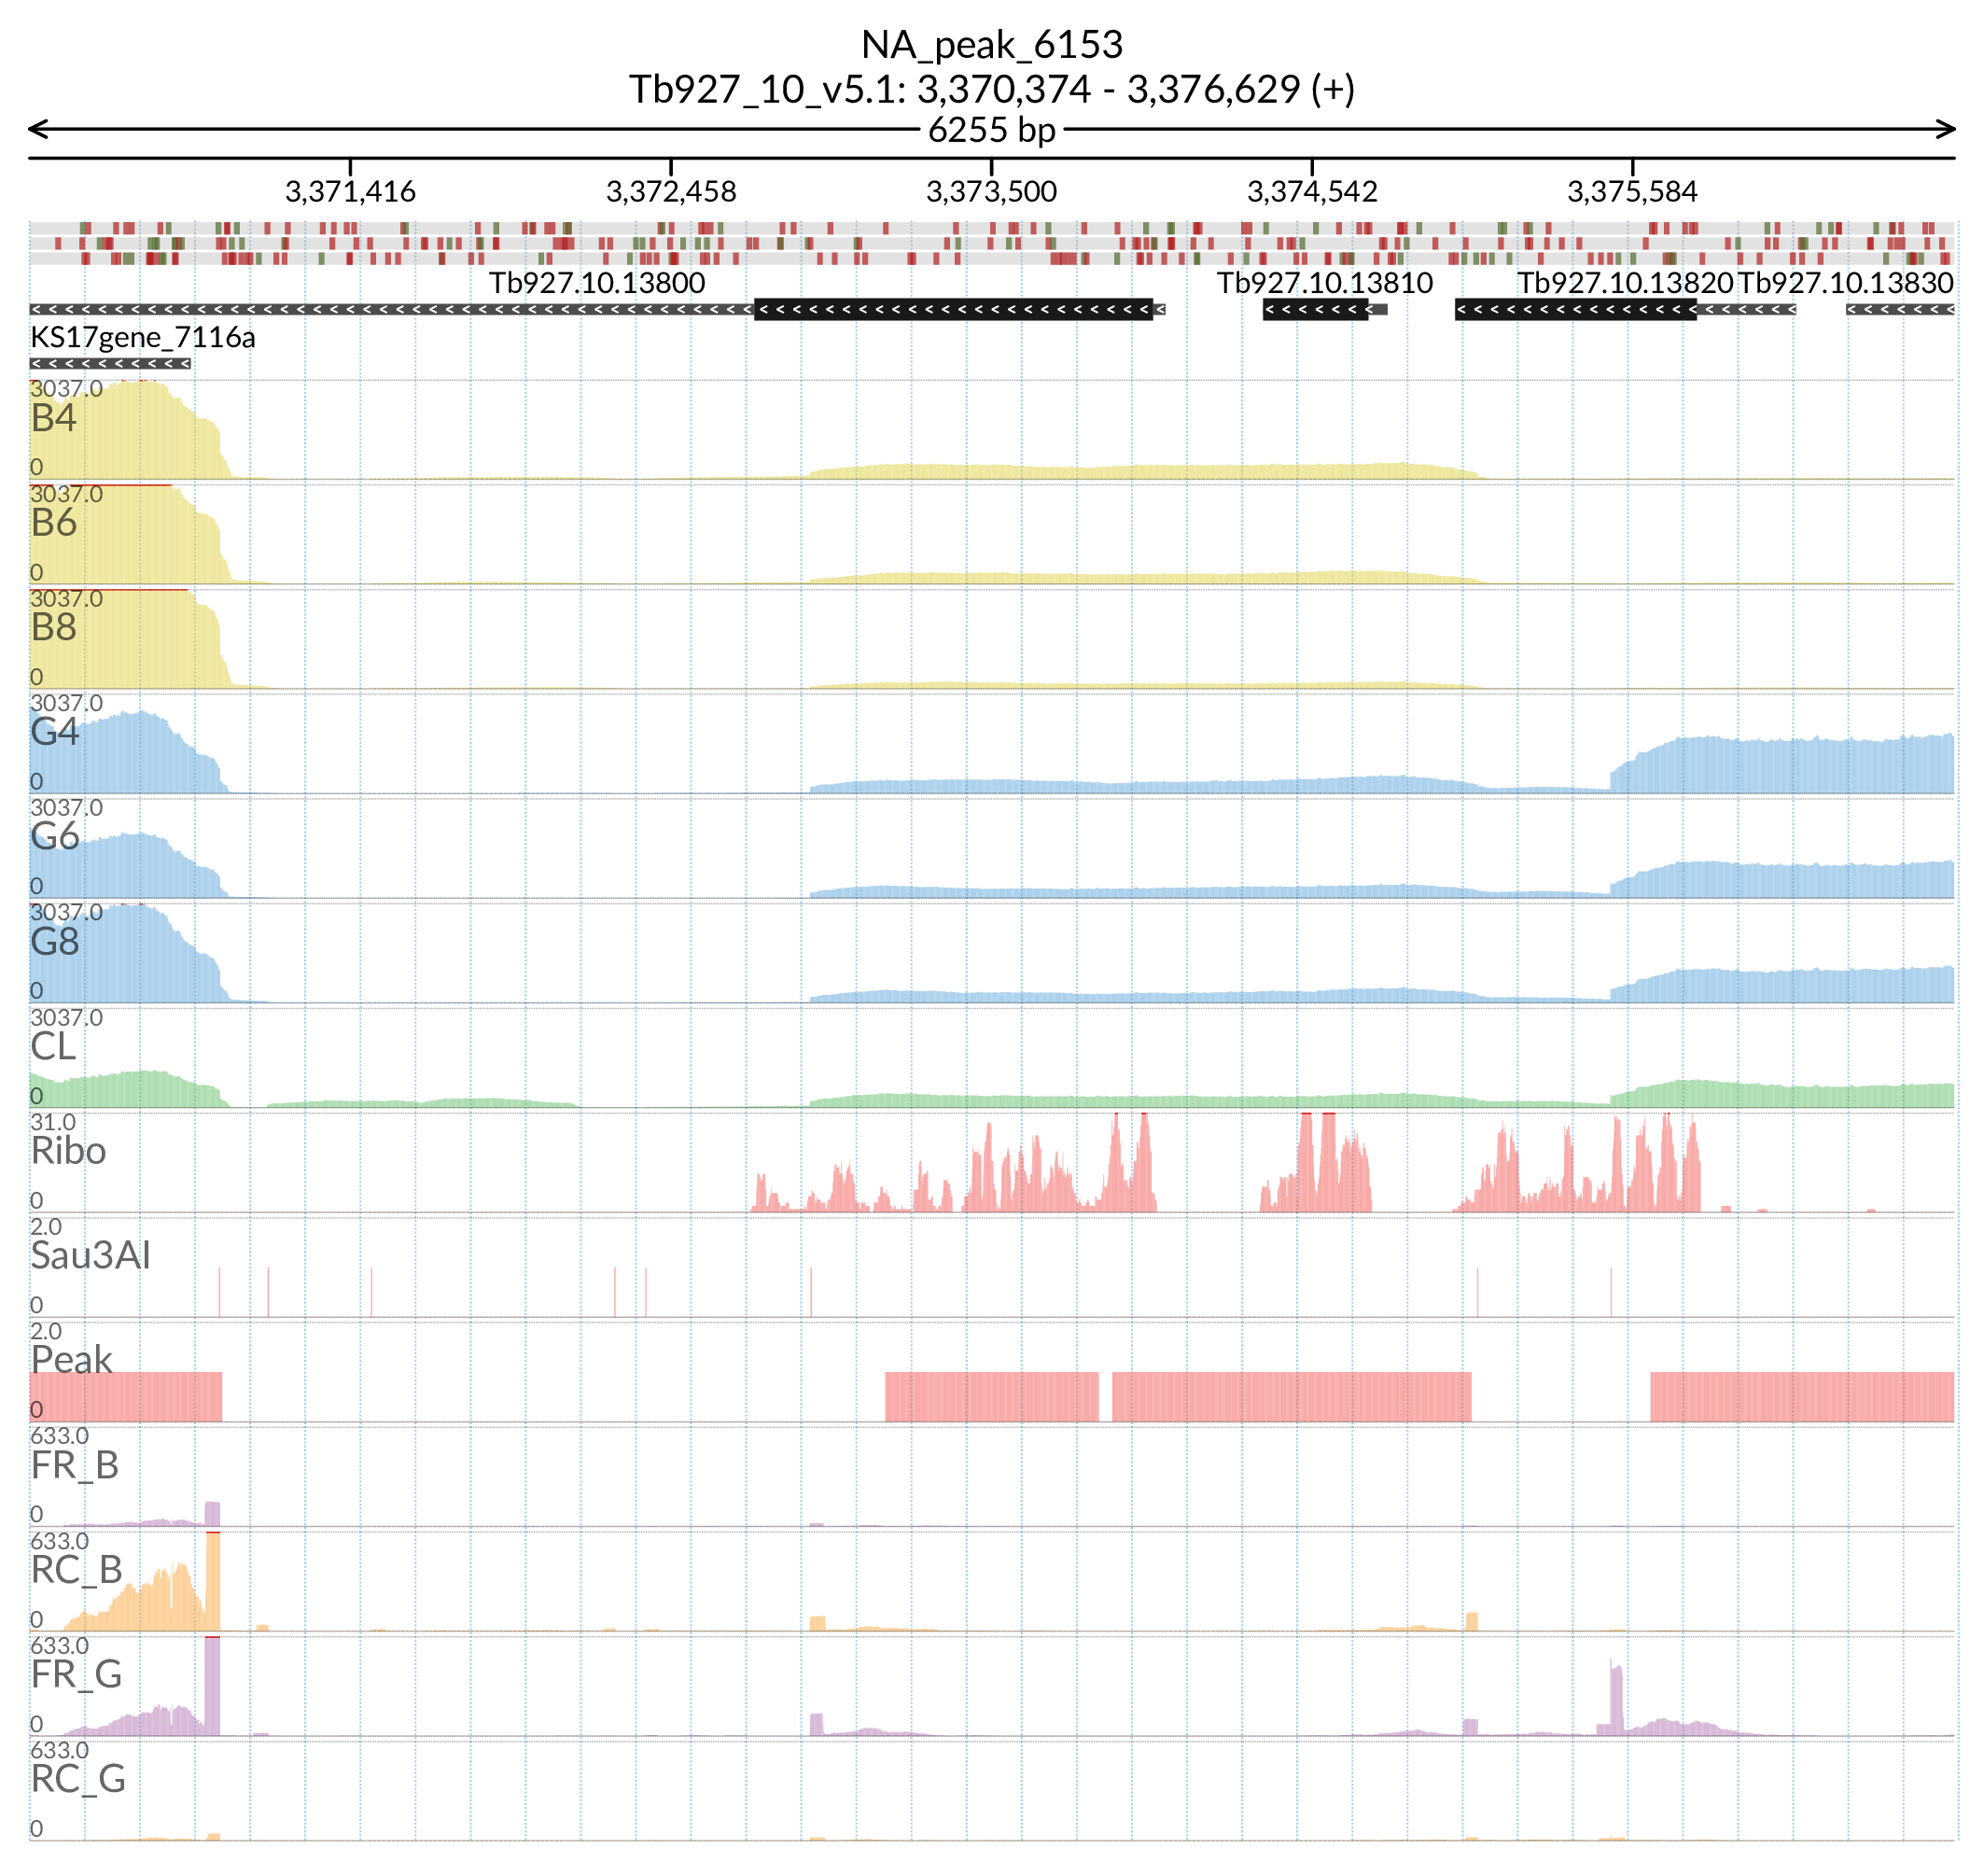 NA_peak_6153
Tb927_10_v5.1: 3,370,374 - 3,376,629 (+)
6255 bp
3,371,416 3,372,458 3,373,500 3,374,542 3,375,584
Tb927.10.13800 Tb927.10.13810 Tb927.10.13820 Tb927.10.13830
KS17gene_7116a
3037.0
B4
0
3037.0
B6
0
3037.0
B8
0
3037.0
G4
0
3037.0
G6
0
3037.0
G8
0
3037.0
CL
0
31.0
Ribo
0
2.0
Sau3AI
0
2.0
Peak
0
633.0
FR_B
0
633.0
RC_B
0
633.0
FR_G
0
633.0
RC_G
0